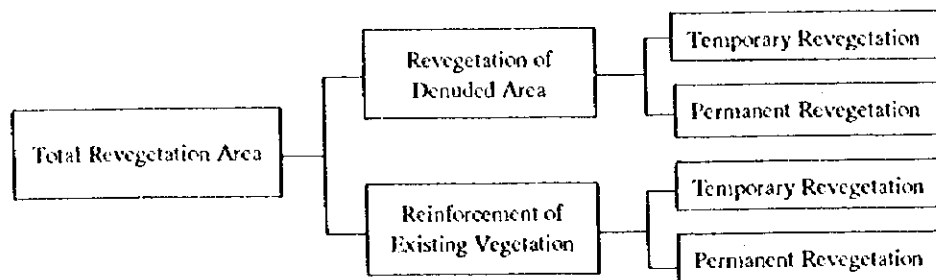 Total Revegetation Area
Revegetation of
Denuded Area
Temporary Revegetation
Permanent Revegetation
Reinforcement of
Existing Vegetation
Temporary Revegetation
Permanent Revegetation